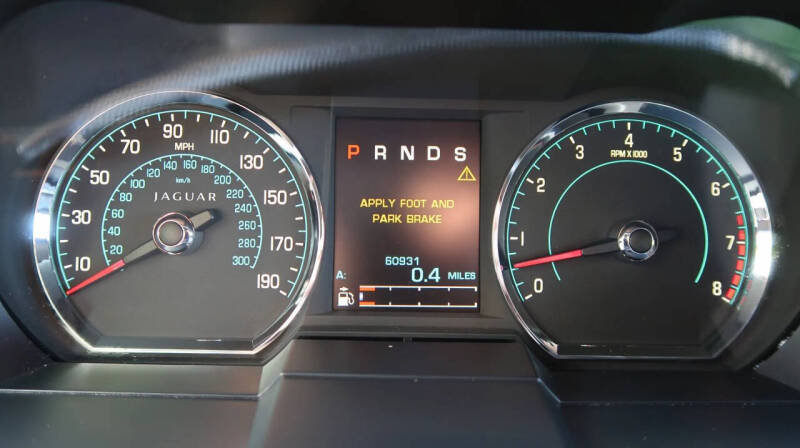 10 30 50 70 90 110 130 150 170 190
MPH
20 40 60 80 100 120 140 160 180 200 220 240 260 280 300
km/h
JAGUAR
P R N D S
APPLY FOOT AND
PARK BRAKE
60931
A: 0.4 MILES
0 1 2 3 4 5 6 7 8
RPM X 1000